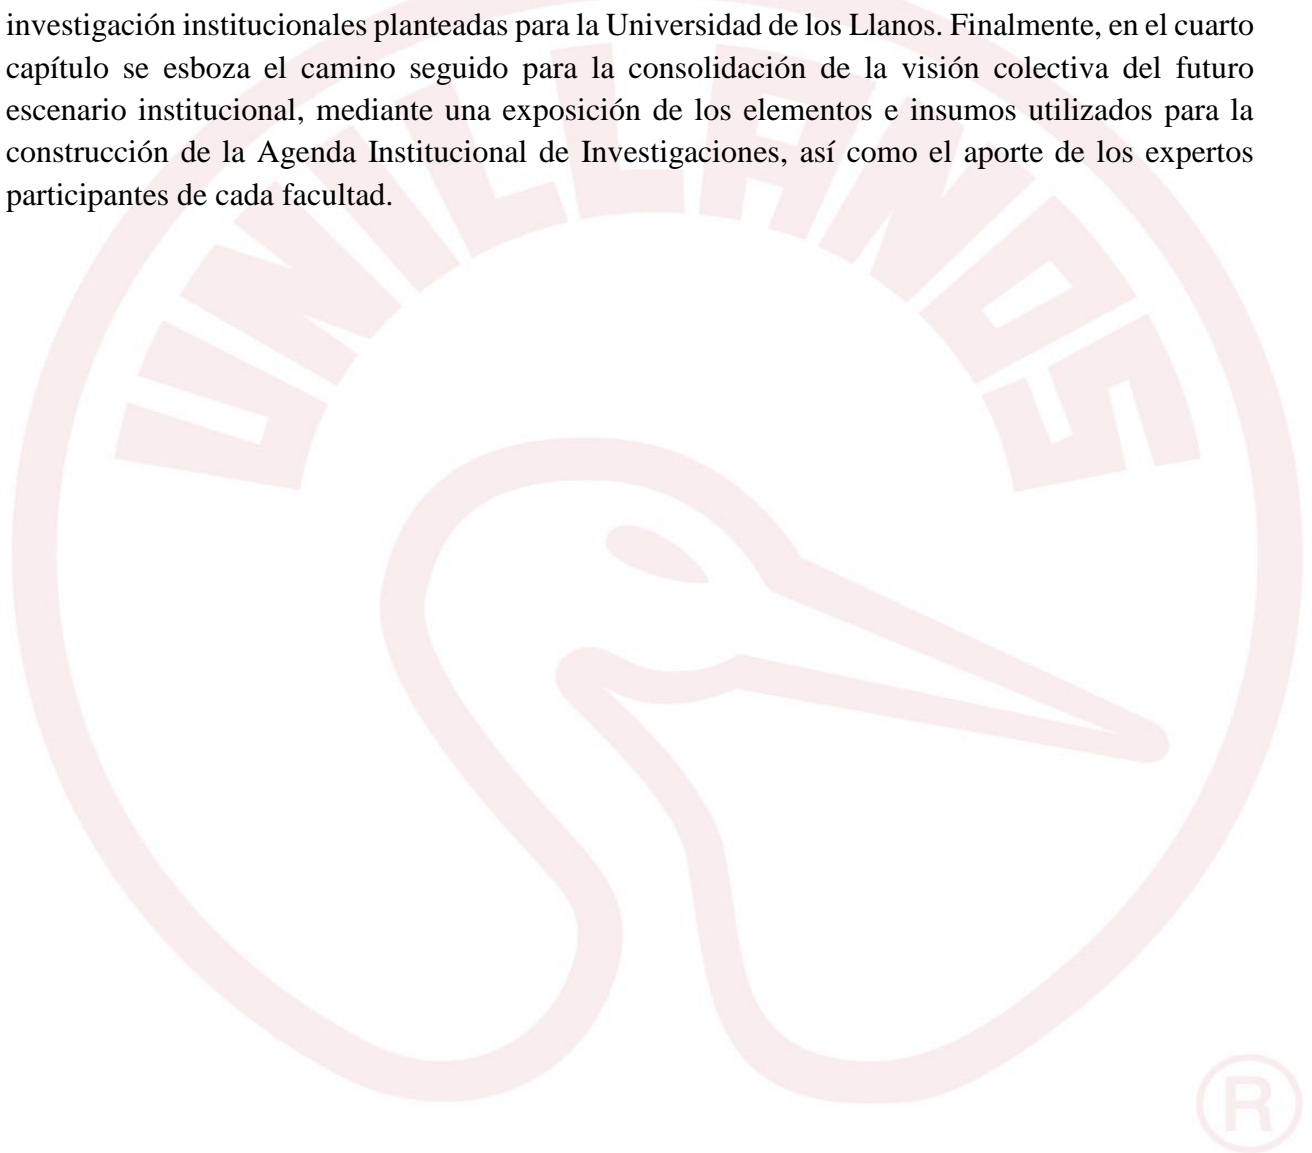 investigación institucionales planteadas para la Universidad de los Llanos. Finalmente, en el cuarto
capítulo se esboza el camino seguido para la consolidación de la visión colectiva del futuro
escenario institucional, mediante una exposición de los elementos e insumos utilizados para la
construcción de la Agenda Institucional de Investigaciones, así como el aporte de los expertos
participantes de cada facultad.
UNILLANOS
®